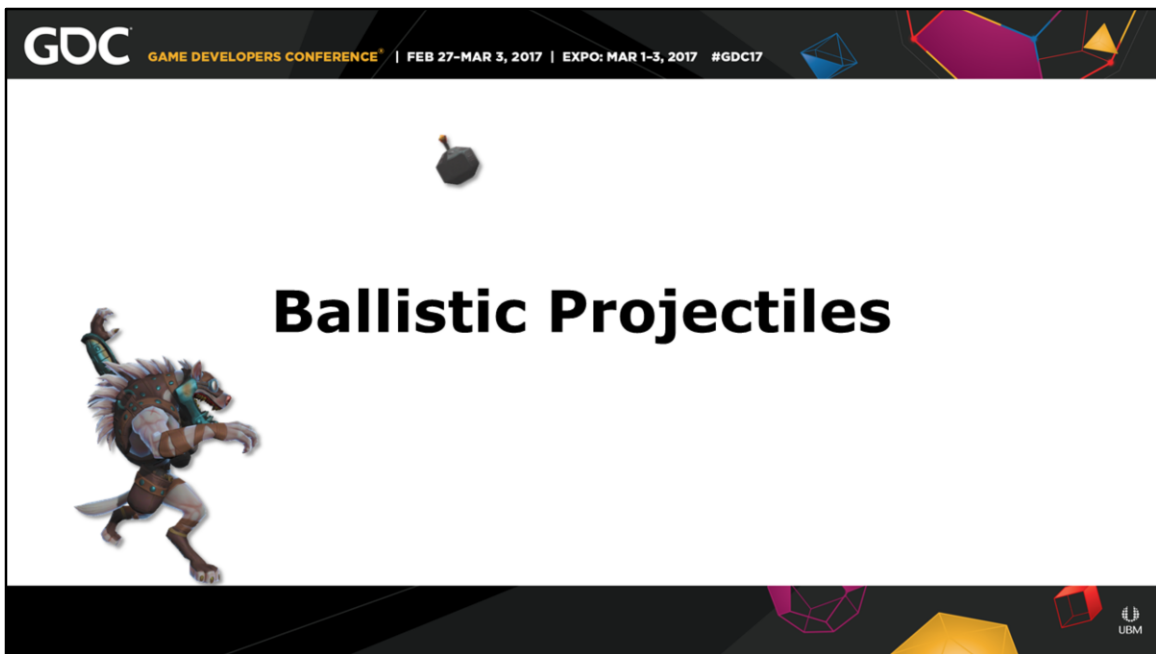 GDC GAME DEVELOPERS CONFERENCE® | FEB 27–MAR 3, 2017 | EXPO: MAR 1–3, 2017 #GDC17
Ballistic Projectiles
UBM